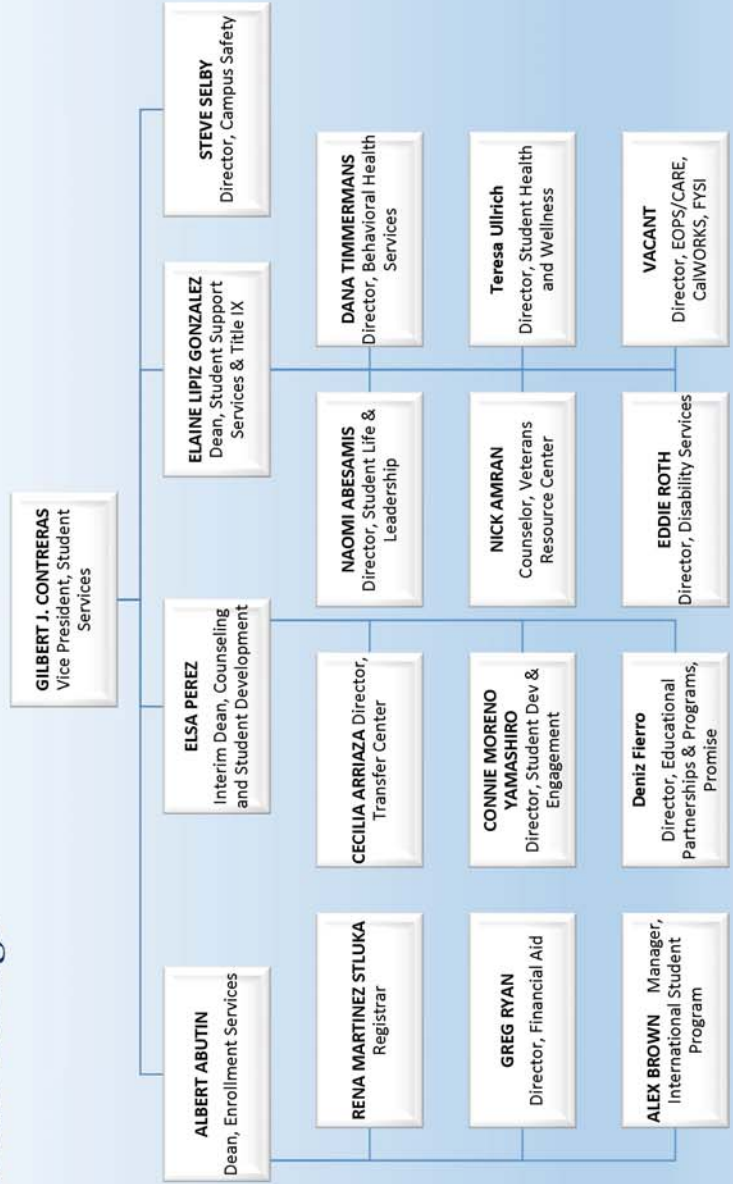 GILBERT J. CONTRERAS
Vice President, Student
Services
ALBERT ABUTIN
Dean, Enrollment Services
ELSA PEREZ
Interim Dean, Counseling
and Student Development
ELAINE LIPIZ GONZALEZ
Dean, Student Support
Services & Title IX
STEVE SELBY
Director, Campus Safety
RENA MARTINEZ STLUKA
Registrar
GREG RYAN
Director, Financial Aid
ALEX BROWN Manager,
International Student
Program
CECILIA ARRIAZA Director,
Transfer Center
CONNIE MORENO
YAMASHIRO
Director, Student Dev &
Engagement
Deniz Fierro
Director, Educational
Partnerships & Programs,
Promise
NAOMI ABESAMIS
Director, Student Life &
Leadership
DANA TIMMERMANS
Director, Behavioral Health
Services
NICK AMRAN
Counselor, Veterans
Resource Center
Teresa Ullrich
Director, Student Health
and Wellness
EDDIE ROTH
Director, Disability Services
VACANT
Director, EOPS/CARE,
CalWORKS, FYSI